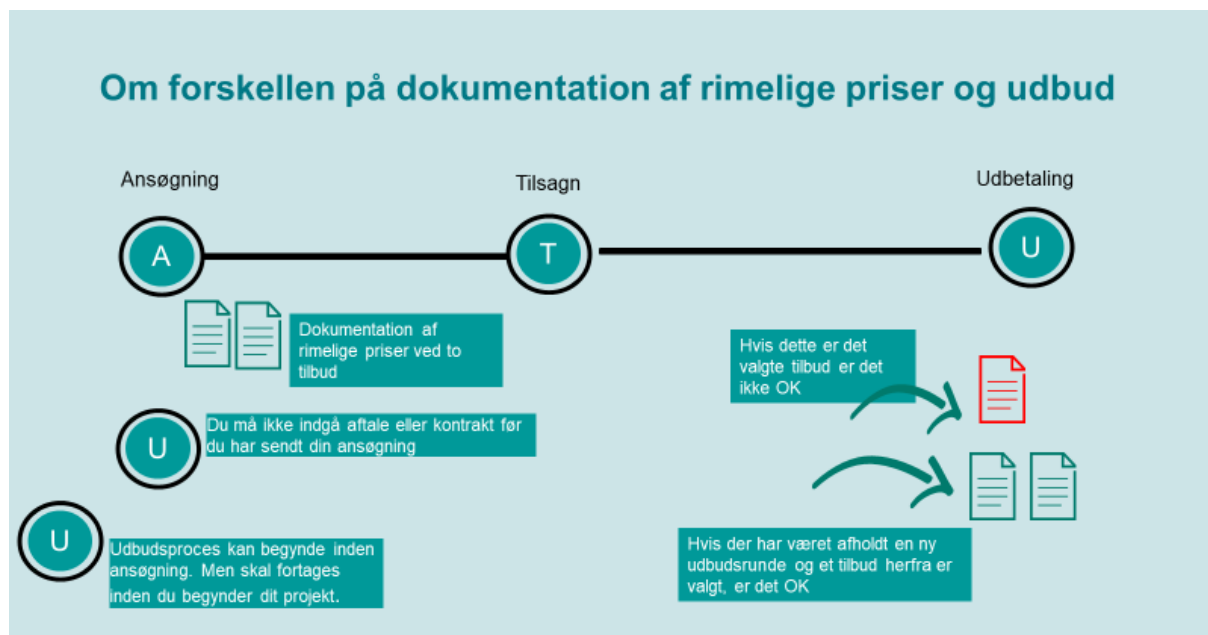 Om forskellen på dokumentation af rimelige priser og udbud
Ansøgning
Tilsagn
Udbetaling
A
T
U
Dokumentation af
rimelige priser ved to
tilbud
Hvis dette er det
valgte tilbud er det
ikke OK
U
Du må ikke indgå aftale eller kontrakt før
du har sendt din ansøgning
U
Udbudsproces kan begynde inden
ansøgning. Men skal fortages
inden du begynder dit projekt.
Hvis der har været afholdt en ny
udbudsrunde og et tilbud herfra er
valgt, er det OK